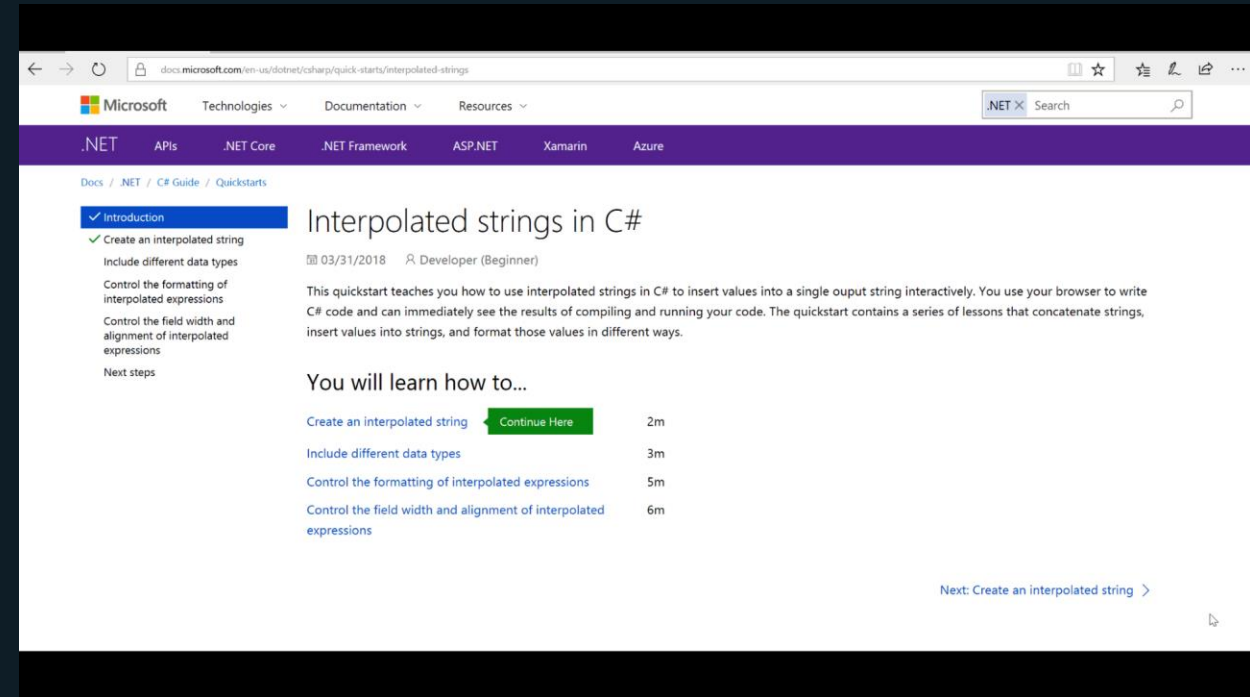 docs.microsoft.com/en-us/dotnet/csharp/quick-starts/interpolated-strings
Microsoft Technologies Documentation Resources .NET Search
.NET APIs .NET Core .NET Framework ASP.NET Xamarin Azure
Docs / .NET / C# Guide / Quickstarts
Introduction
Create an interpolated string
Include different data types
Control the formatting of
interpolated expressions
Control the field width and
alignment of interpolated
expressions
Next steps
Interpolated strings in C#
03/31/2018 Developer (Beginner)
This quickstart teaches you how to use interpolated strings in C# to insert values into a single ouput string interactively. You use your browser to write
C# code and can immediately see the results of compiling and running your code. The quickstart contains a series of lessons that concatenate strings,
insert values into strings, and format those values in different ways.
You will learn how to...
Create an interpolated string Continue Here 2m
Include different data types 3m
Control the formatting of interpolated expressions 5m
Control the field width and alignment of interpolated 6m
expressions
Next: Create an interpolated string